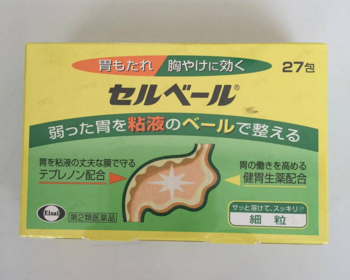 胃もたれ 胸やけに効く 27包
セルベール®
弱った胃を粘液のベールで整える
胃を粘液の丈夫な膜で守る
テプレノン配合
胃の働きを高める
健胃生薬配合
サッと溶けて、スッキリ!
細粒
Eisai 第2類医薬品